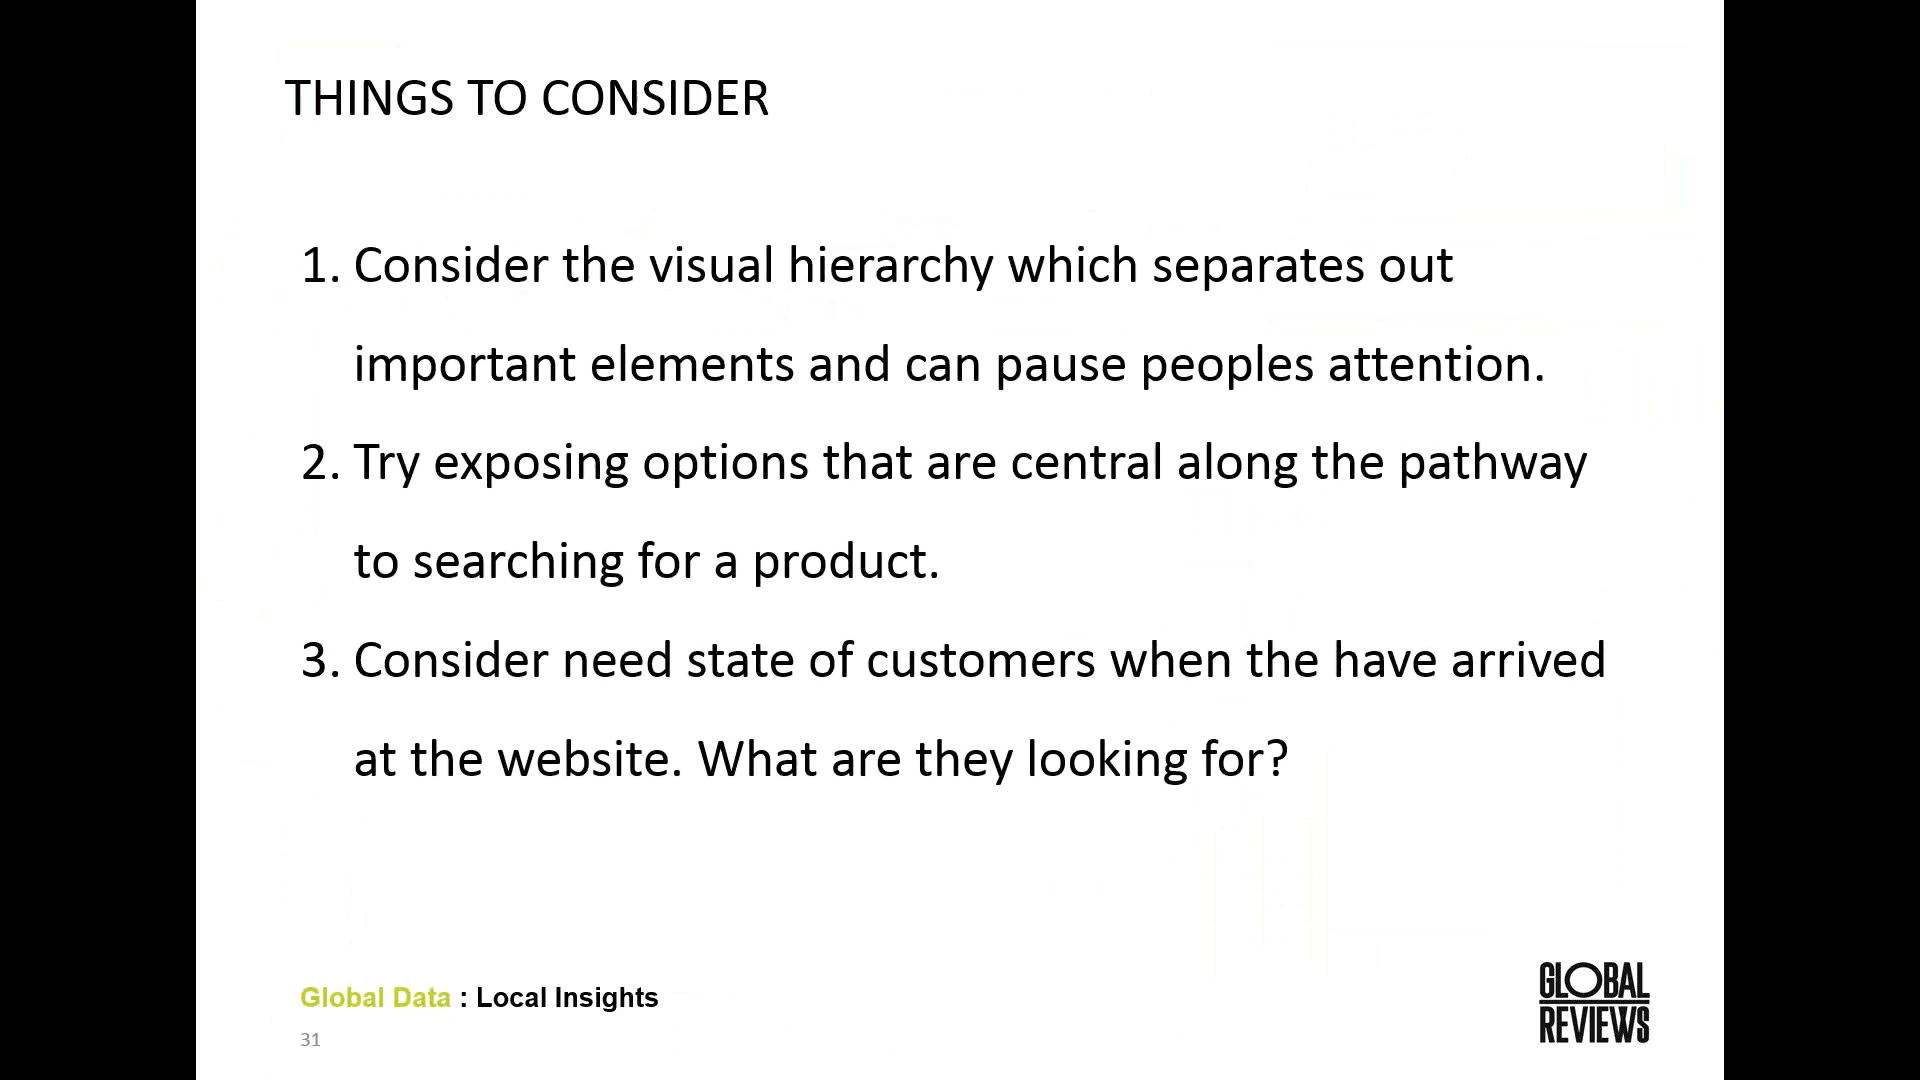 THINGS TO CONSIDER
1. Consider the visual hierarchy which separates out
important elements and can pause peoples attention.
2. Try exposing options that are central along the pathway
to searching for a product.
3. Consider need state of customers when the have arrived
at the website. What are they looking for?
Global Data : Local Insights
31
GLOBAL
REVIEWS